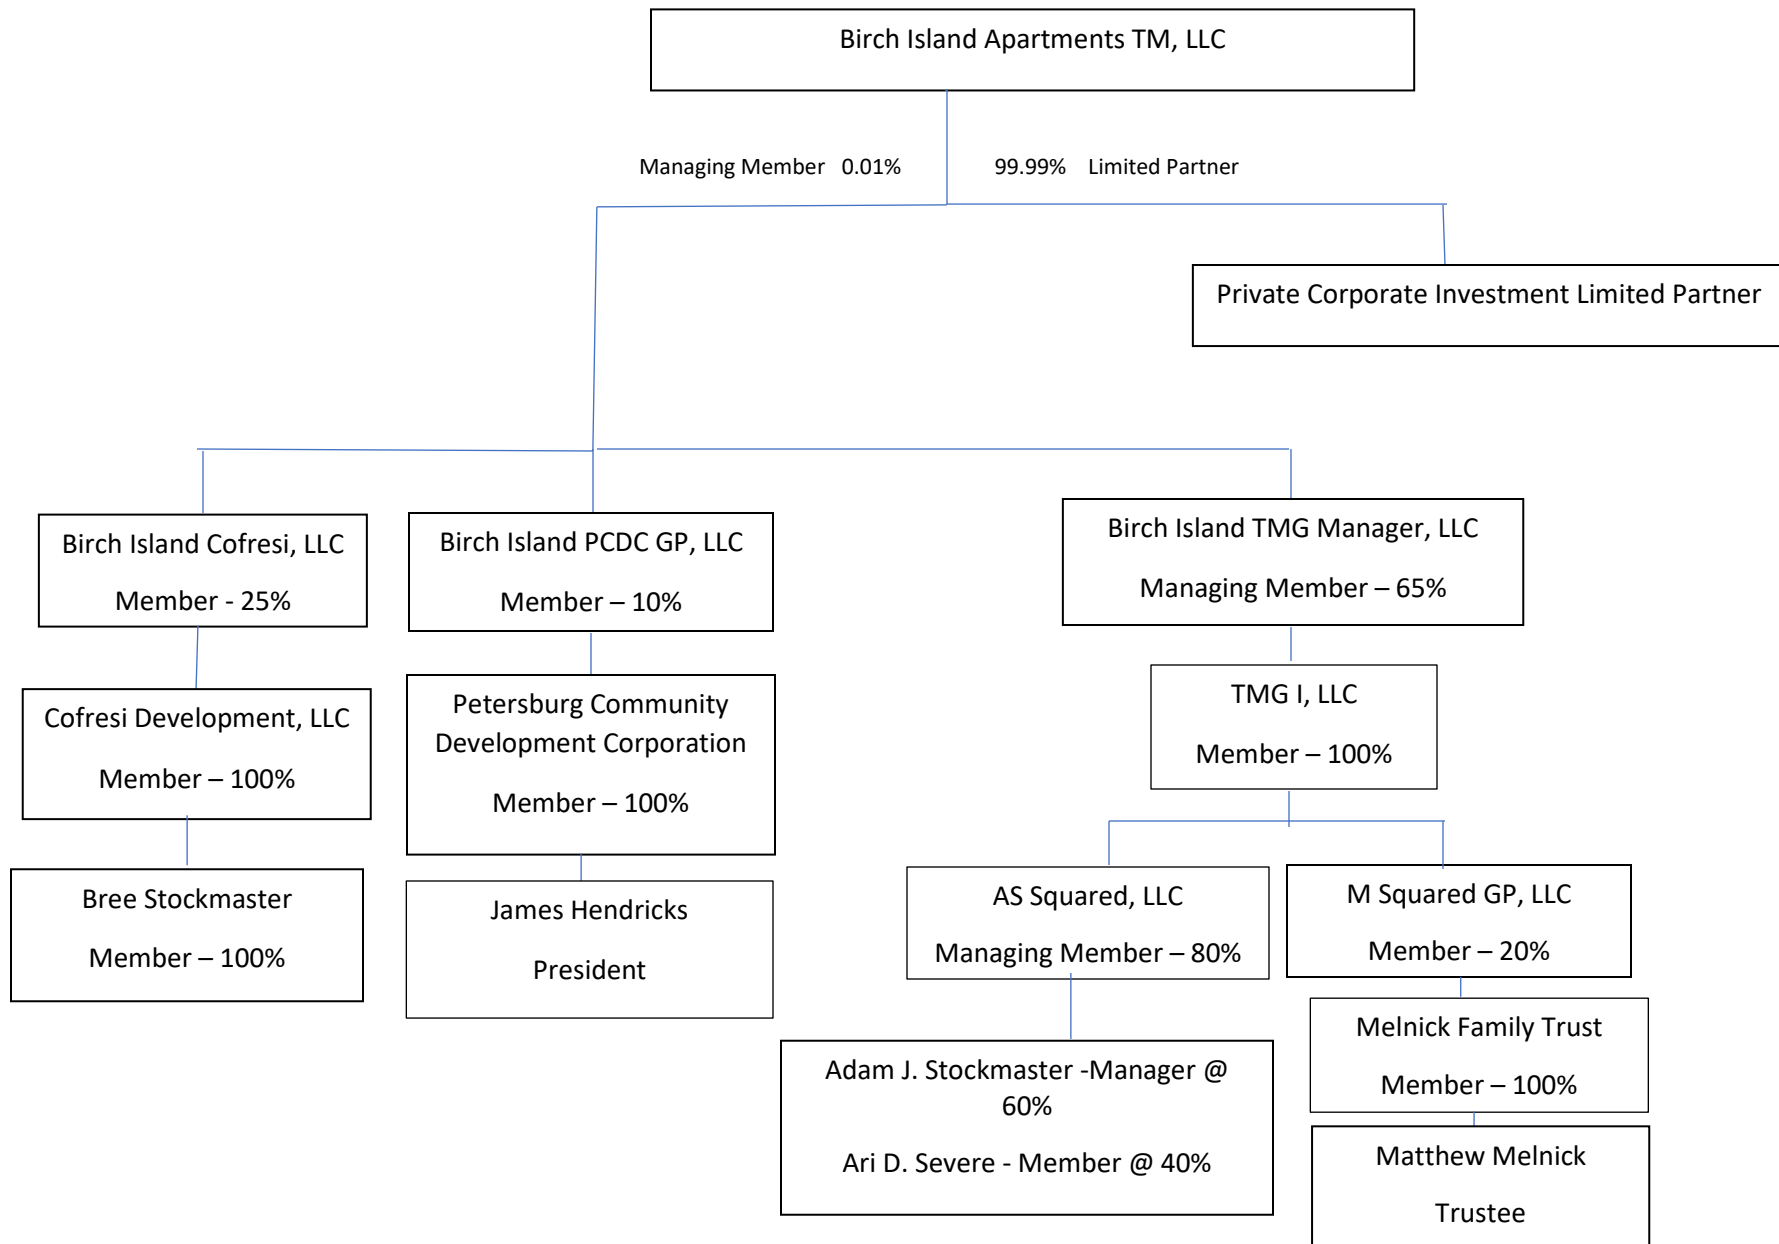 Birch Island Apartments TM, LLC
Managing Member 0.01%
99.99% Limited Partner
Private Corporate Investment Limited Partner
Birch Island Cofresi, LLC
Member - 25%
Birch Island PCDC GP, LLC
Member – 10%
Birch Island TMG Manager, LLC
Managing Member – 65%
Cofresi Development, LLC
Member – 100%
Petersburg Community
Development Corporation
Member – 100%
TMG I, LLC
Member – 100%
Bree Stockmaster
Member – 100%
James Hendricks
President
AS Squared, LLC
Managing Member – 80%
M Squared GP, LLC
Member – 20%
Adam J. Stockmaster -Manager @
60%
Ari D. Severe - Member @ 40%
Melnick Family Trust
Member – 100%
Matthew Melnick
Trustee